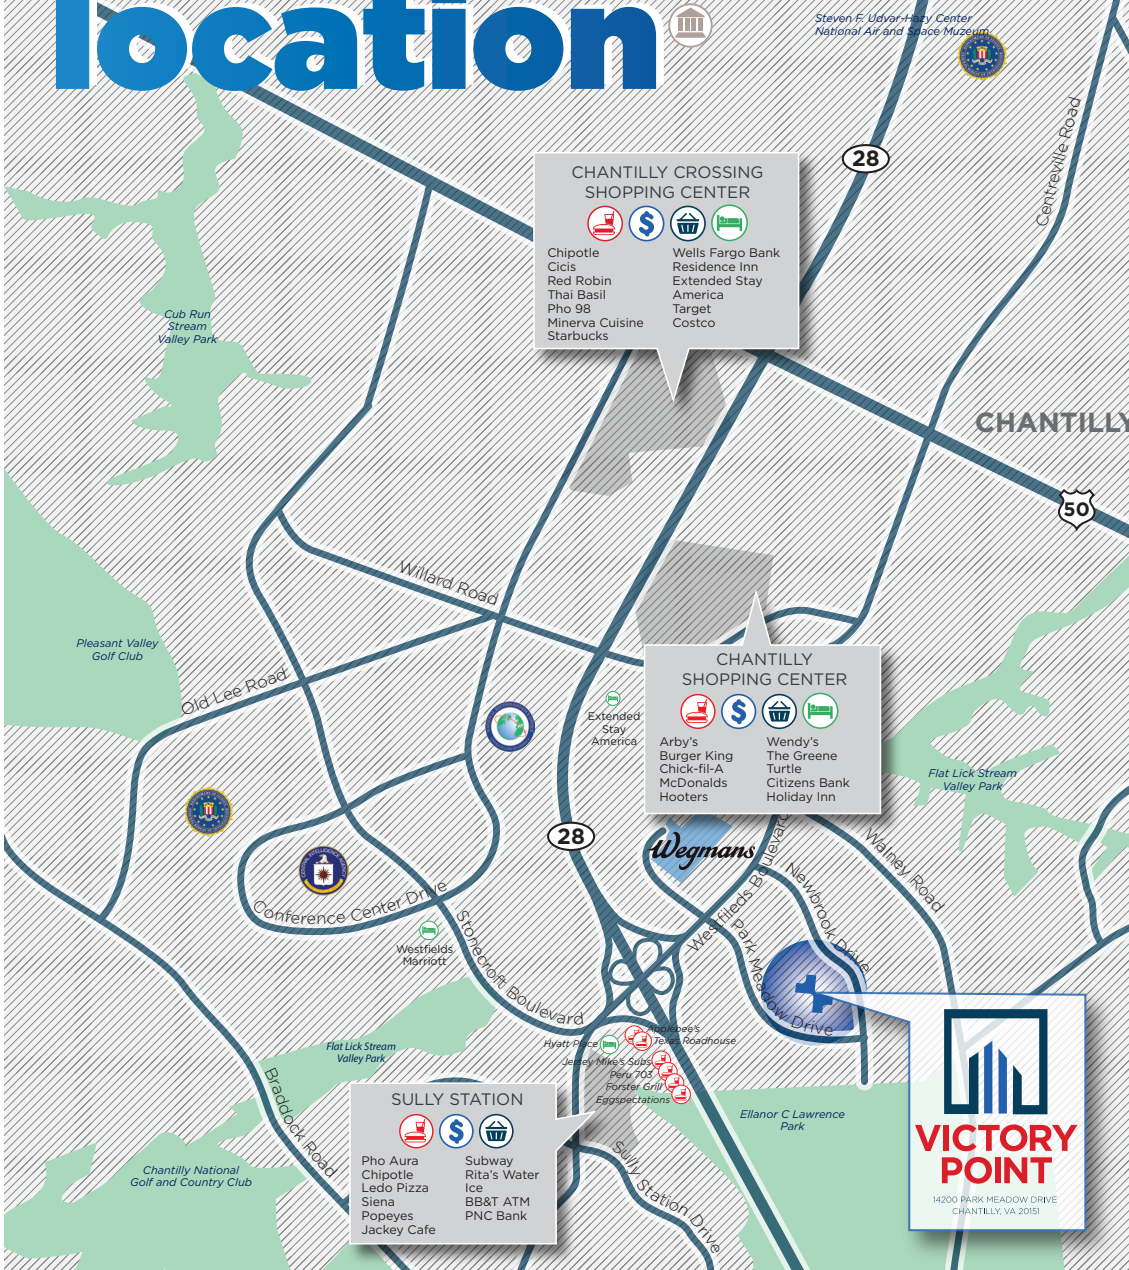 location
Steven F. Udvar-Hazy Center
National Air and Space Muzeum
28
Centreville Road
CHANTILLY CROSSING
SHOPPING CENTER
$
Chipotle
Cicis
Red Robin
Thai Basil
Pho 98
Minerva Cuisine
Starbucks
Wells Fargo Bank
Residence Inn
Extended Stay
America
Target
Costco
Cub Run
Stream
Valley Park
CHANTILLY
50
Willard Road
Pleasant Valley
Golf Club
Old Lee Road
CHANTILLY
SHOPPING CENTER
$
Arby's
Burger King
Chick-fil-A
McDonalds
Hooters
Wendy's
The Greene
Turtle
Citizens Bank
Holiday Inn
Extended
Stay
America
Flat Lick Stream
Valley Park
28
Wegmans
Westfileds Boulevard
Newbrook Drive
Walney Road
Park Meadow Drive
Conference Center Drive
Westfields
Marriott
Stonecroft Boulevard
Flat Lick Stream
Valley Park
Hyatt Place
Applebee's
Texas Roadhouse
Jersey Mike's Subs
Peru 703
Forster Grill
Eggspectations
Braddock Road
Ellanor C Lawrence
Park
SULLY STATION
$
Pho Aura
Chipotle
Ledo Pizza
Siena
Popeyes
Jackey Cafe
Subway
Rita's Water
Ice
BB&T ATM
PNC Bank
Sully Station Drive
Chantilly National
Golf and Country Club
VICTORY
POINT
14200 PARK MEADOW DRIVE
CHANTILLY, VA 20151